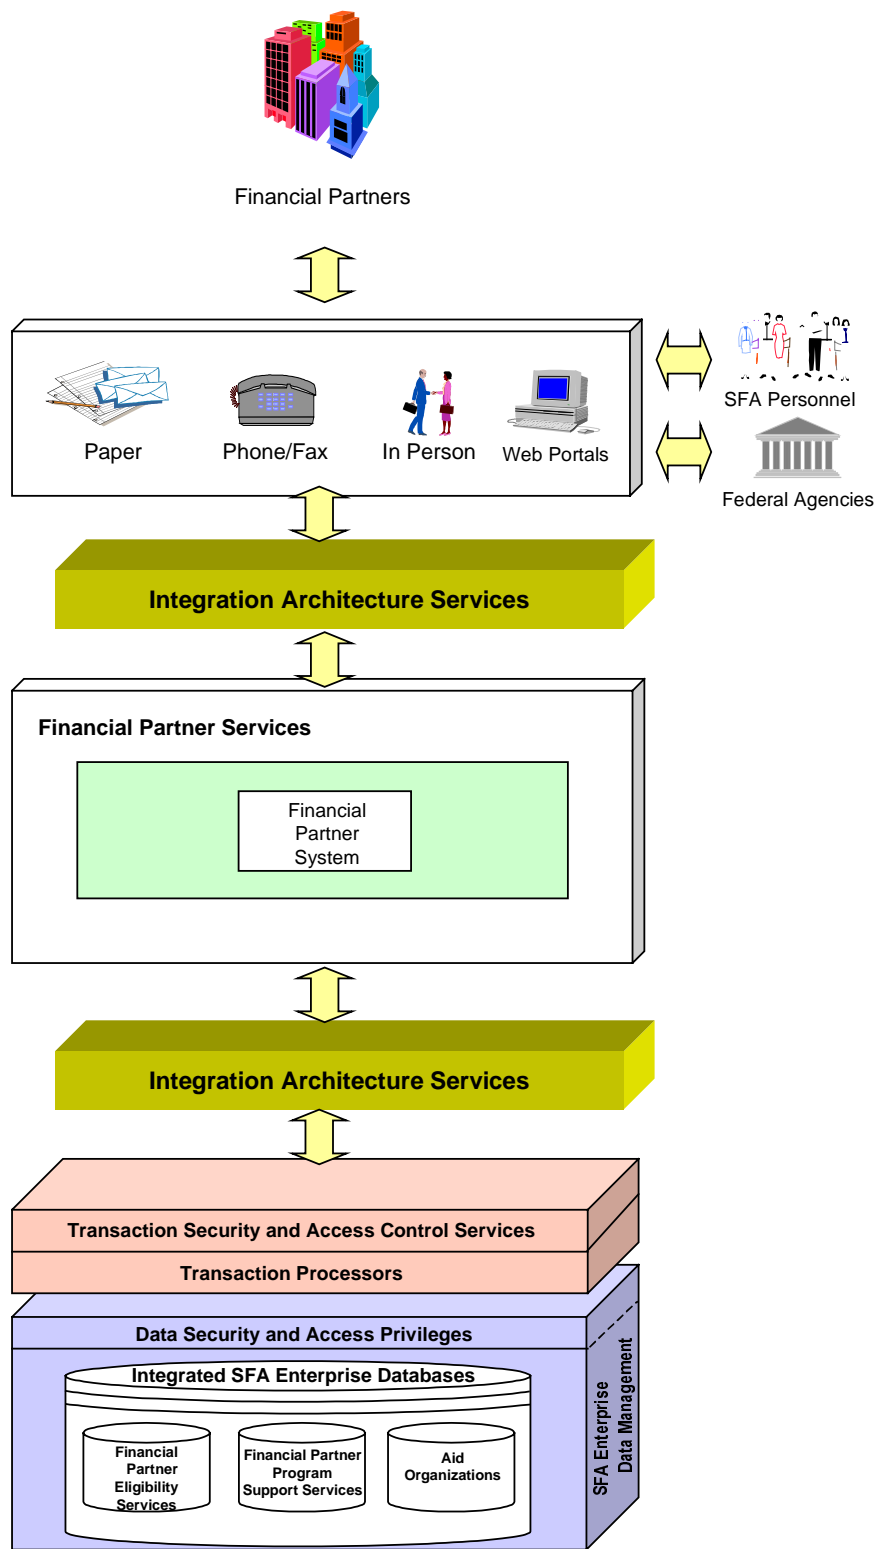 Financial Partners
SFA Personnel
Paper
Phone/Fax
In Person
Web Portals
Federal Agencies
Integration Architecture Services
Financial Partner Services
Financial
Partner
System
Integration Architecture Services
Transaction Security and Access Control Services
Transaction Processors
Data Security and Access Privileges
Integrated SFA Enterprise Databases
Financial
Partner
Eligibility
Services
Financial Partner
Program
Support Services
Aid
Organizations
SFA Enterprise
Data Management